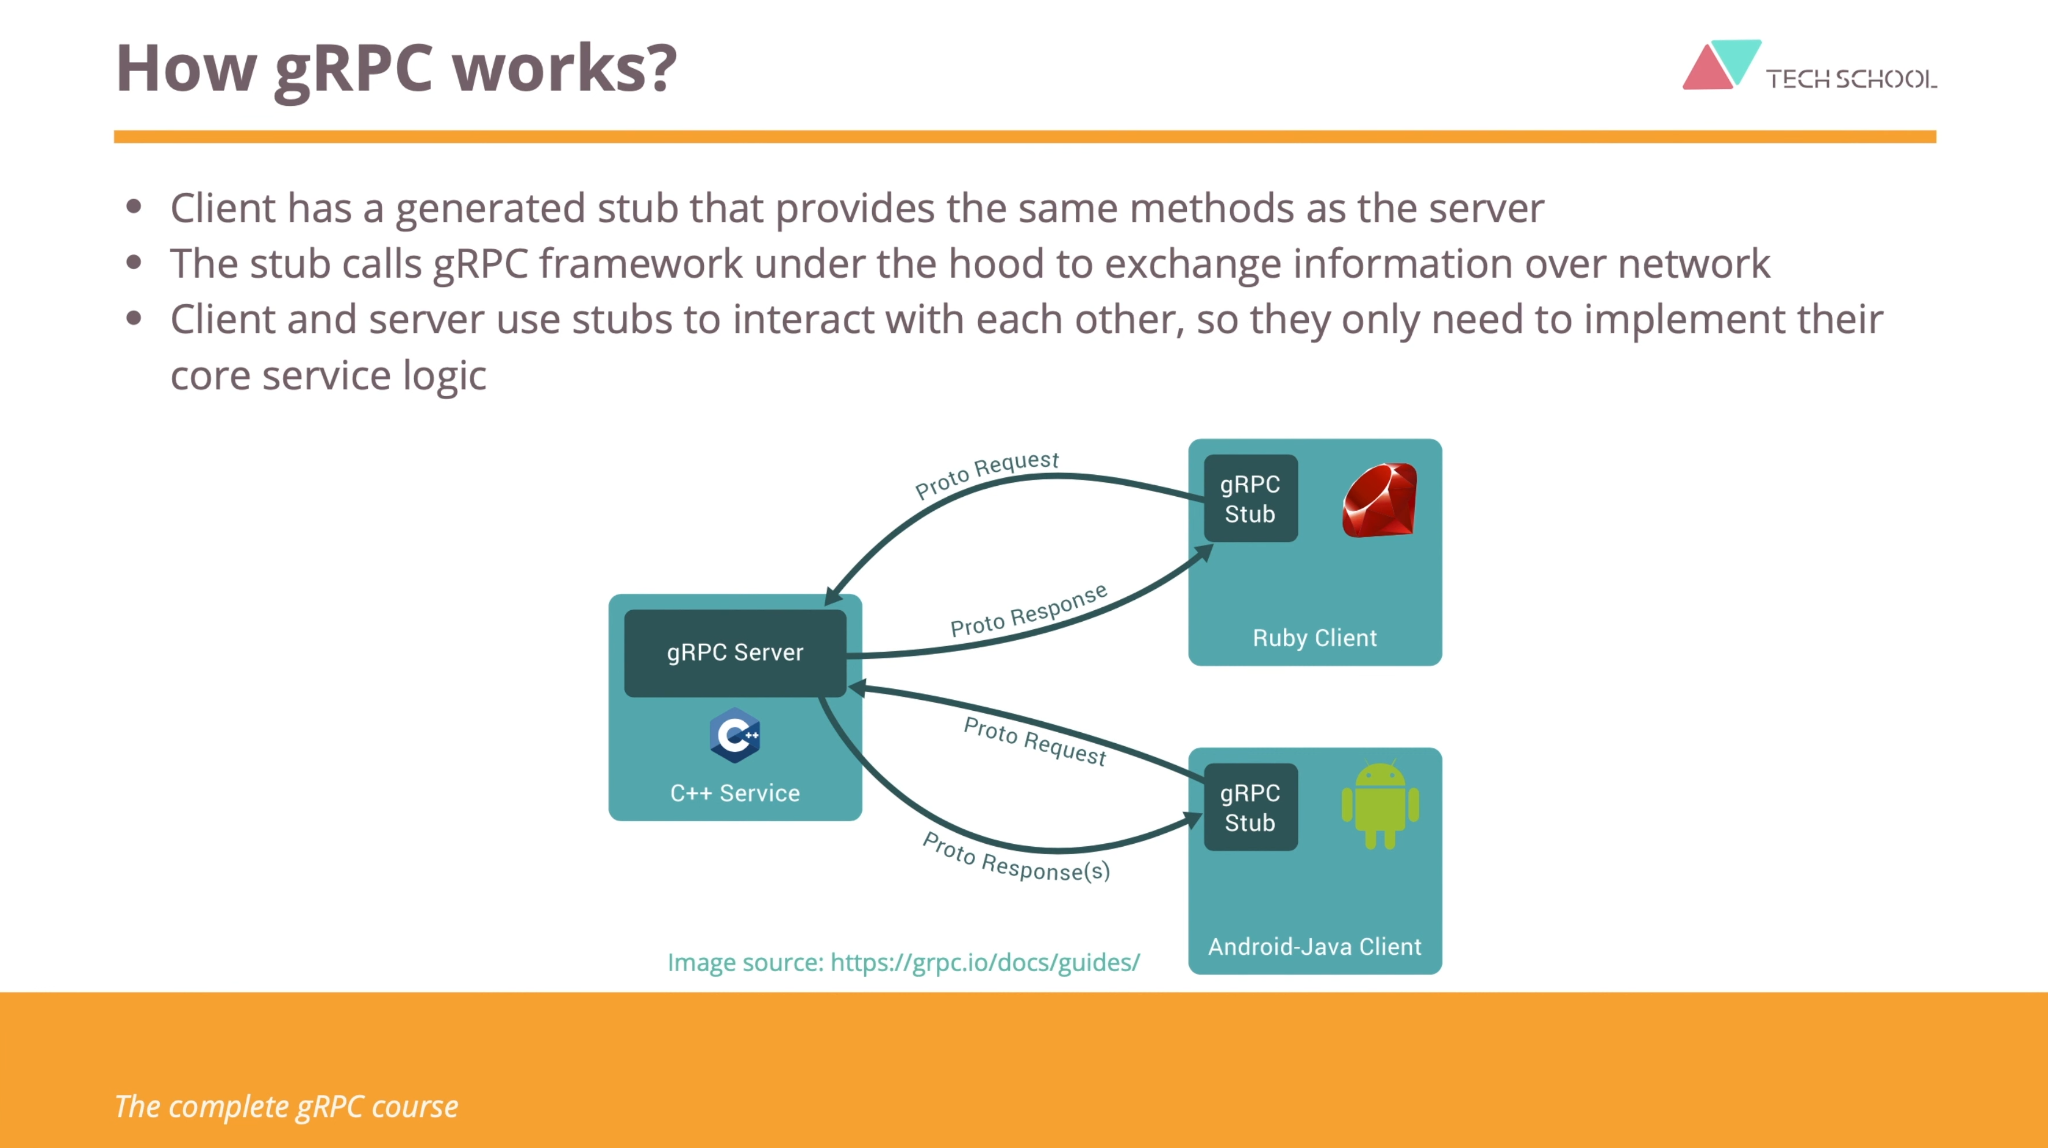 How gRPC works?
TECH SCHOOL
• Client has a generated stub that provides the same methods as the server
• The stub calls gRPC framework under the hood to exchange information over network
• Client and server use stubs to interact with each other, so they only need to implement their
core service logic
Proto Request
gRPC
Stub
Proto Response
Ruby Client
gRPC Server
C++
C++ Service
Proto Request
gRPC
Stub
Proto Response(s)
Android-Java Client
Image source: https://grpc.io/docs/guides/
The complete gRPC course